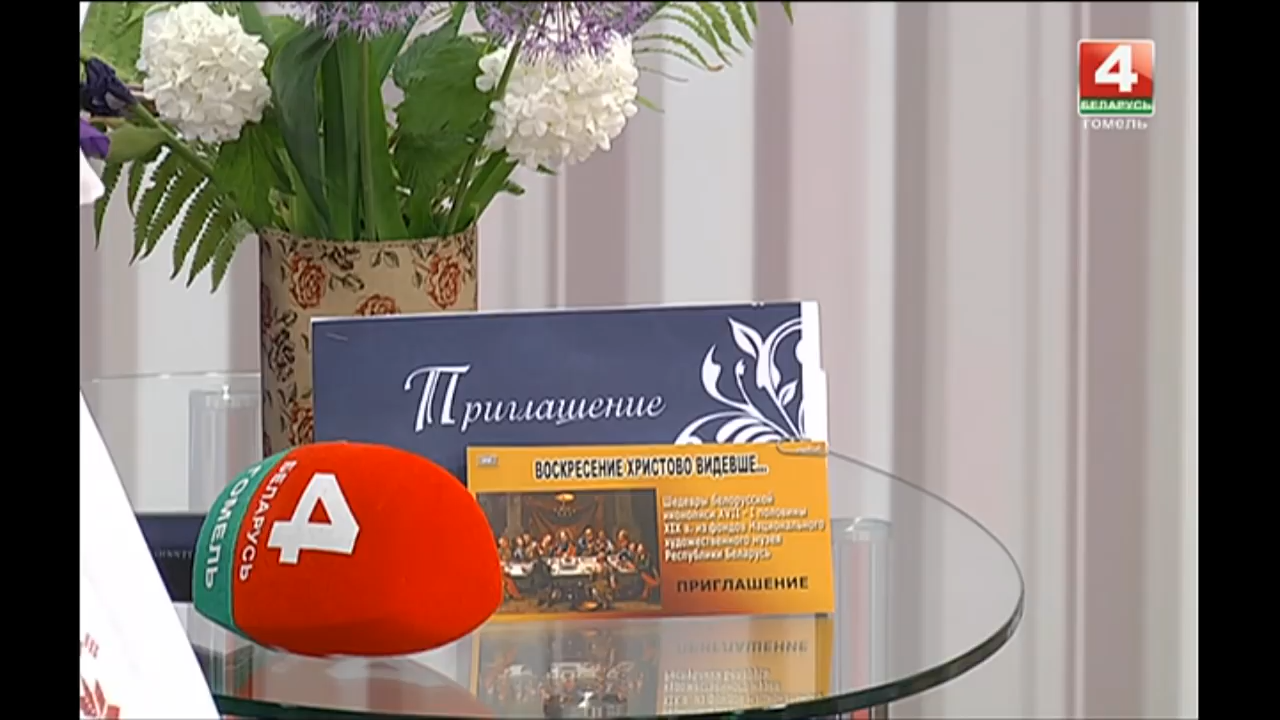 4
БЕЛАРУСЬ
ГОМЕЛЬ
Приглашение
ВОСКРЕСЕНИЕ ХРИСТОВО ВИДЕВШЕ...
Шедевры белорусской
иконописи XVII - I половины
XIX в. из фондов Национального
художественного музея
Республики Беларусь
ПРИГЛАШЕНИЕ
4
БЕЛАРУСЬ
ГОМЕЛЬ